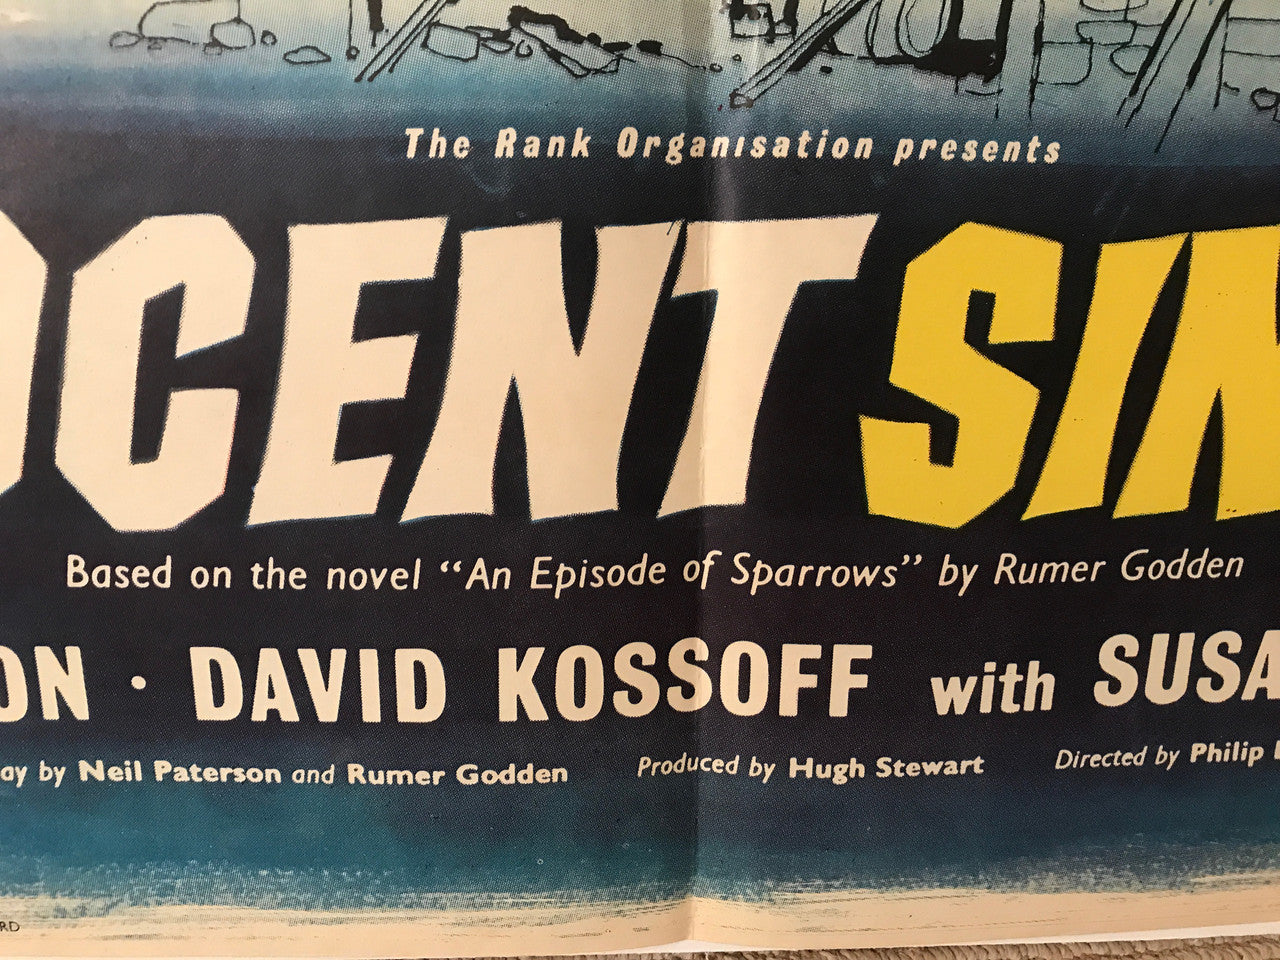 The Rank Organisation presents
OCENT SIN
Based on the novel "An Episode of Sparrows" by Rumer Godden
ON · DAVID KOSSOFF with SUSA
ay by Neil Paterson and Rumer Godden Produced by Hugh Stewart Directed by Philip
RD